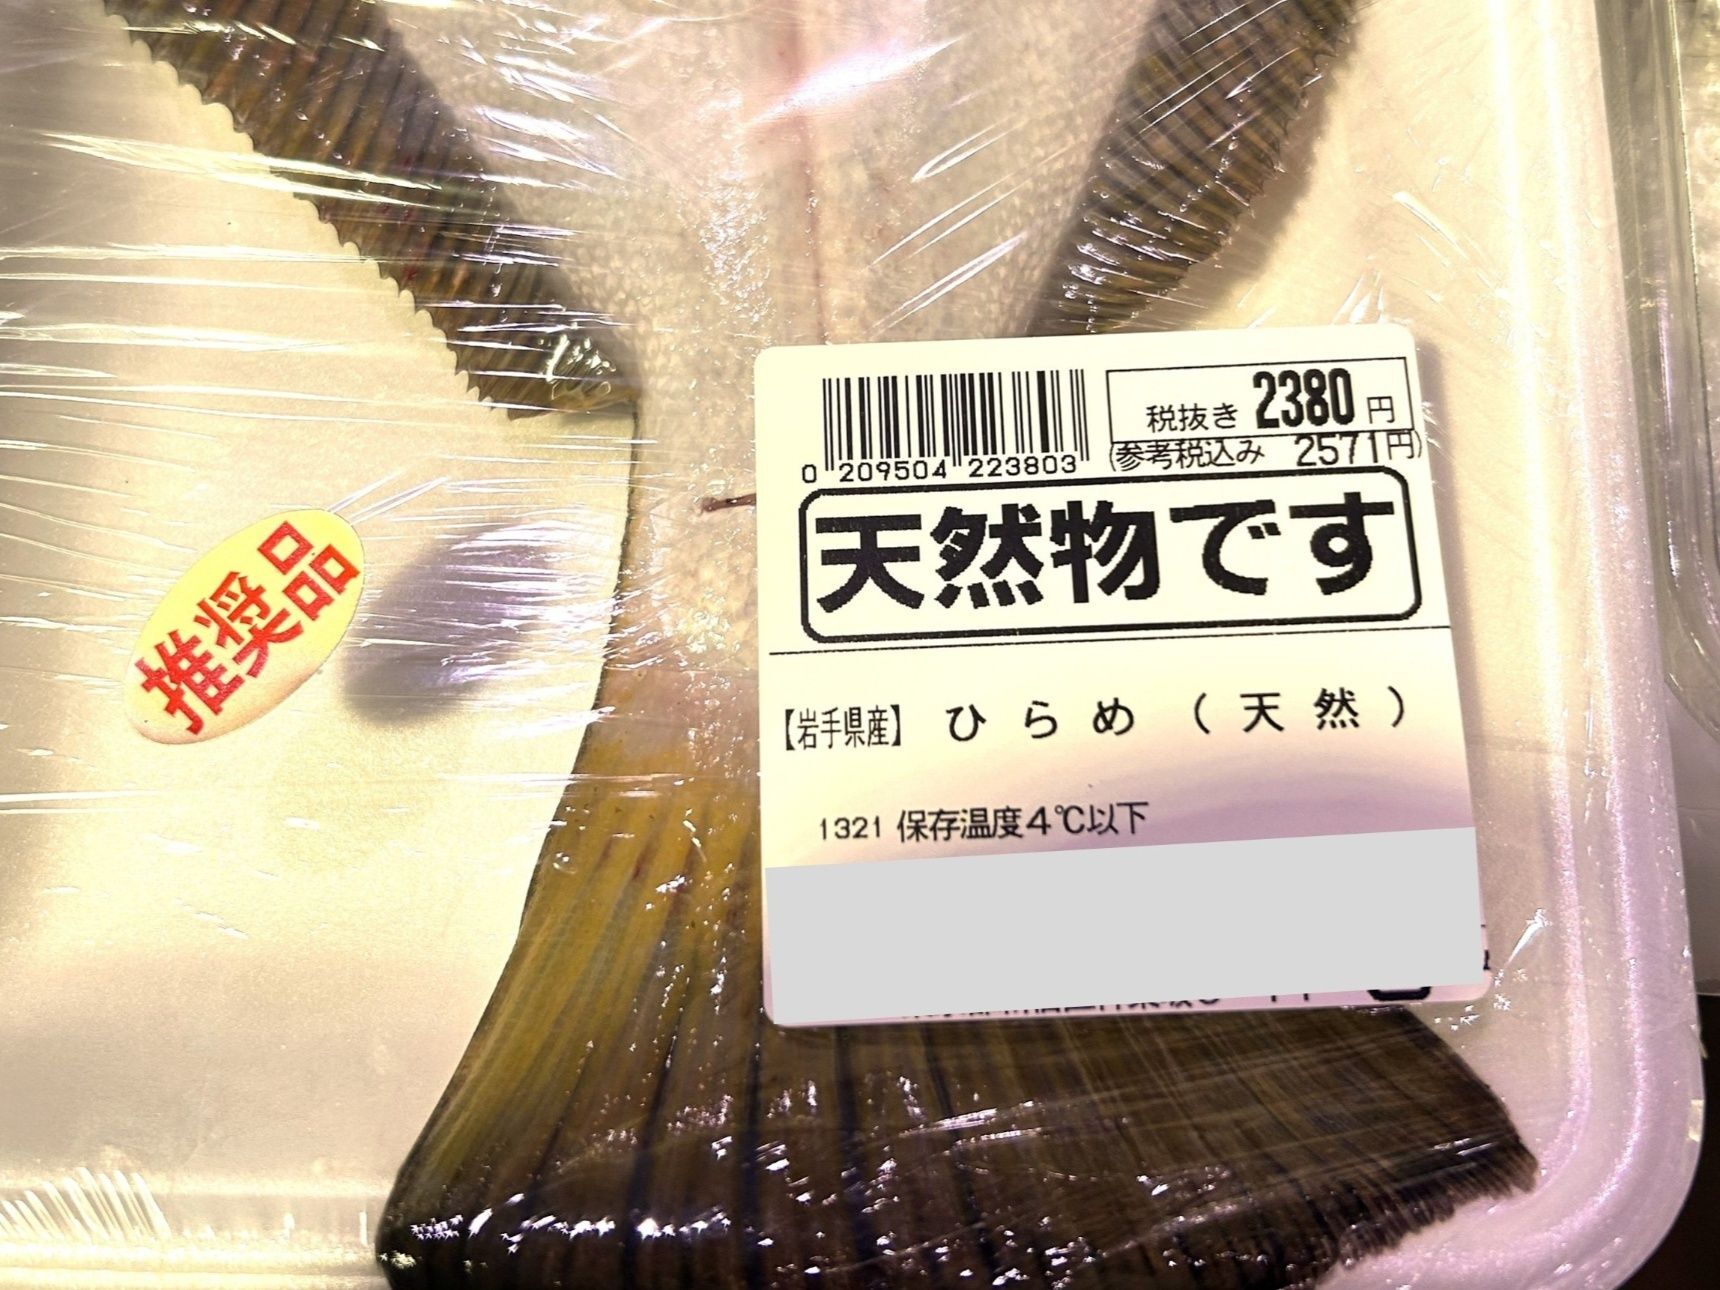 税抜き 2380 円
(参考税込み 2571円)
0 209504 223803
天然物です
推奨品
【岩手県産】 ひらめ(天然)
1321 保存温度4℃以下